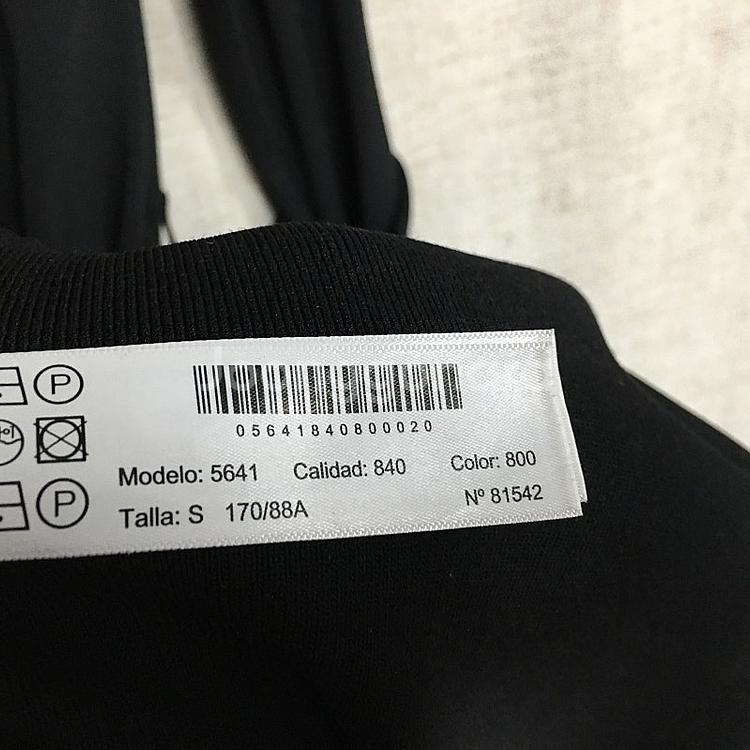 05641840800020
Modelo: 5641 Calidad: 840 Color: 800
Talla: S 170/88A Nº 81542
P
P